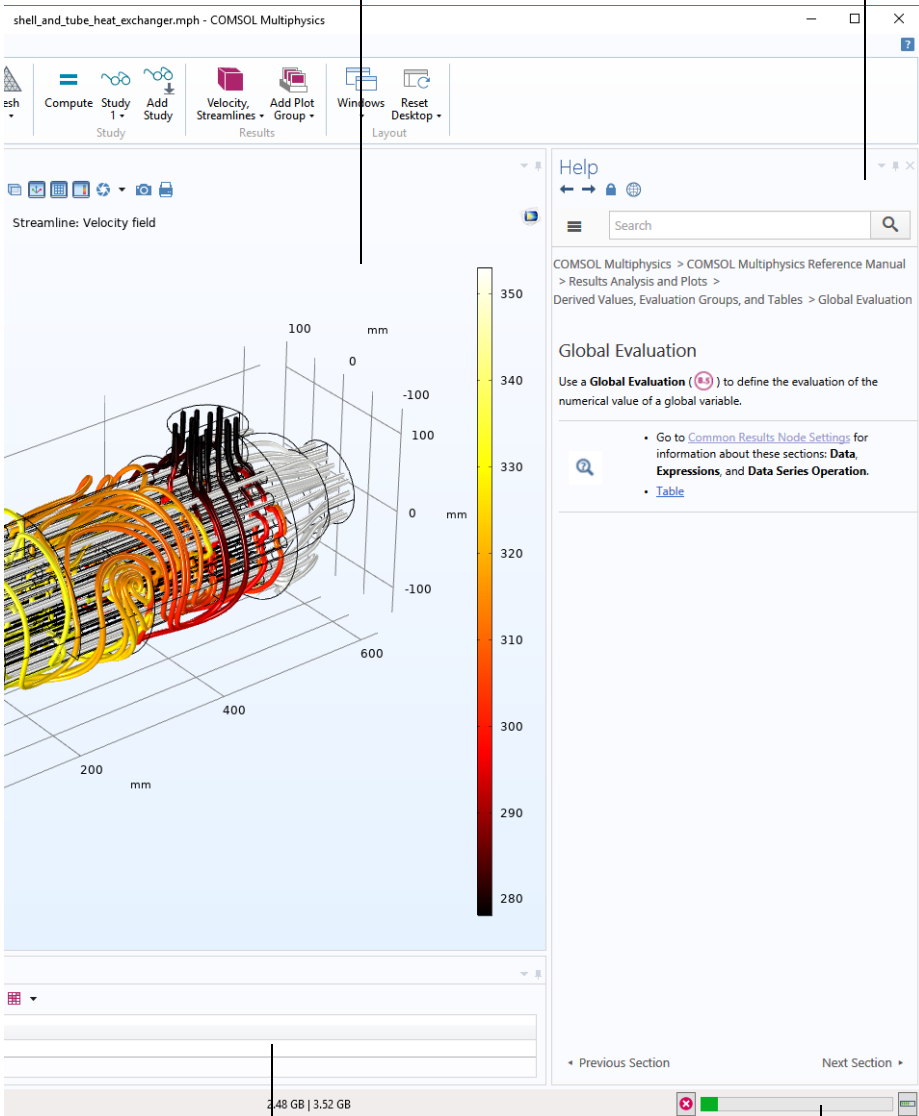 shell_and_tube_heat_exchanger.mph - COMSOL Multiphysics
?
esh
Compute
Study 1
Add Study
Velocity, Streamlines
Add Plot Group
Windows
Reset Desktop
Study
Results
Layout
Streamline: Velocity field
350
340
330
320
310
300
290
280
100
mm
0
-100
100
0
mm
-100
600
400
200
mm
Help
Search
COMSOL Multiphysics > COMSOL Multiphysics Reference Manual
> Results Analysis and Plots >
Derived Values, Evaluation Groups, and Tables > Global Evaluation
Global Evaluation
Use a Global Evaluation ( 8.5 ) to define the evaluation of the
numerical value of a global variable.
• Go to Common Results Node Settings for
information about these sections: Data,
Expressions, and Data Series Operation.
• Table
Previous Section
Next Section
2.48 GB | 3.52 GB